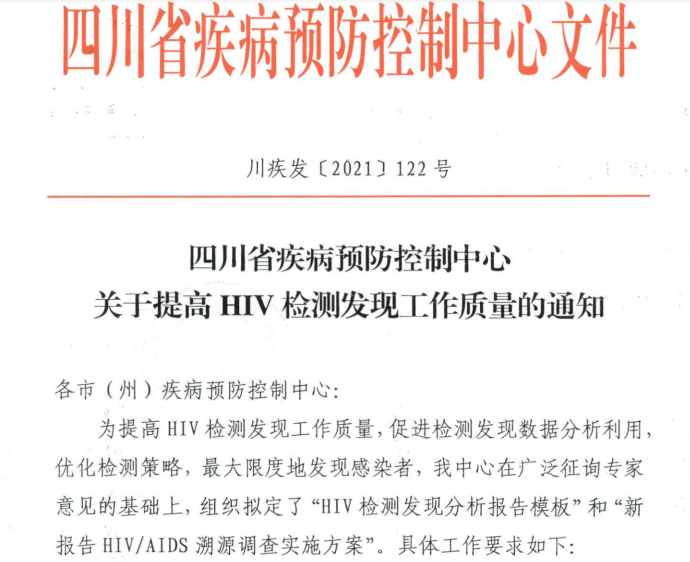 四川省疾病预防控制中心文件
川疾发〔2021〕122号
四川省疾病预防控制中心
关于提高 HIV 检测发现工作质量的通知
各市（州）疾病预防控制中心：
为提高 HIV 检测发现工作质量，促进检测发现数据分析利用，
优化检测策略，最大限度地发现感染者，我中心在广泛征询专家
意见的基础上，组织拟定了“HIV 检测发现分析报告模板”和“新
报告 HIV/AIDS 溯源调查实施方案”。具体工作要求如下：